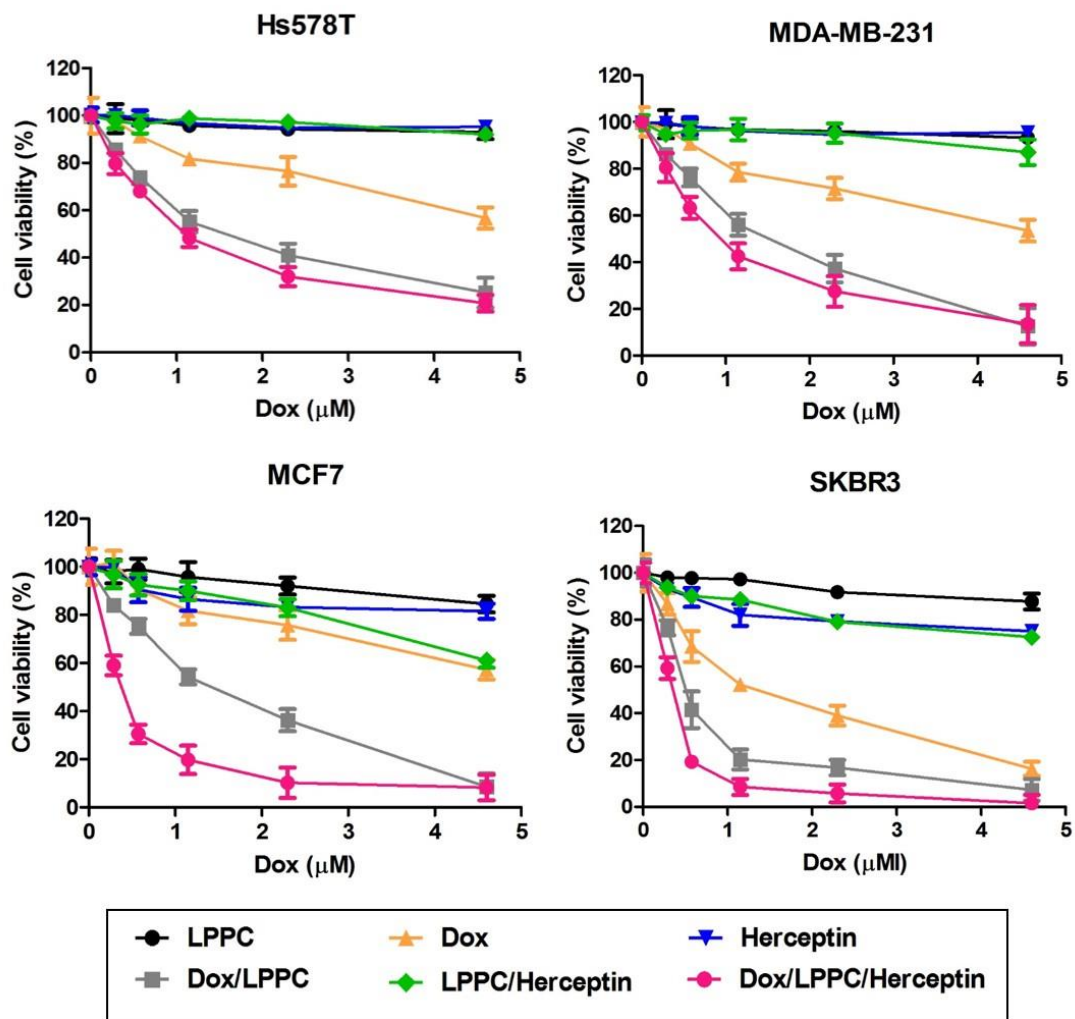 Hs578T
MDA-MB-231
120
100
80
60
40
20
0
Cell viability (%)
0 1 2 3 4 5
Dox (μM)
120
100
80
60
40
20
0
Cell viability (%)
0 1 2 3 4 5
Dox (μM)
MCF7
SKBR3
120
100
80
60
40
20
0
Cell viability (%)
0 1 2 3 4 5
Dox (μM)
120
100
80
60
40
20
0
Cell viability (%)
0 1 2 3 4 5
Dox (μMl)
LPPC Dox Herceptin
Dox/LPPC LPPC/Herceptin Dox/LPPC/Herceptin